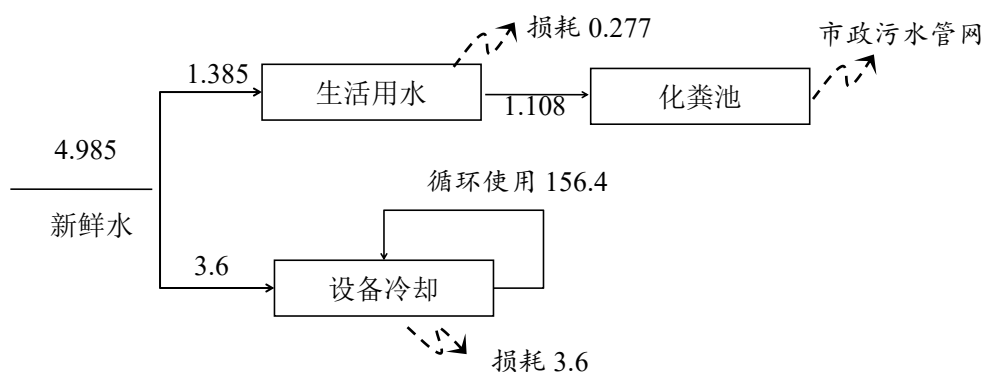 损耗 0.277
市政污水管网
1.385
生活用水
1.108
化粪池
4.985
新鲜水
循环使用 156.4
3.6
设备冷却
损耗 3.6